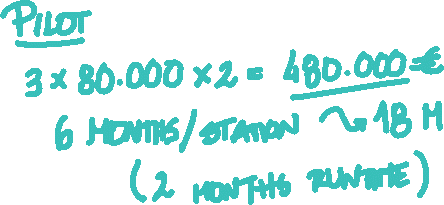 PILOT
3 x 80.000 x 2 = 480.000 €
6 MONTHS/STATION ⤳ 18 M
(2 MONTHS RUNTIME)